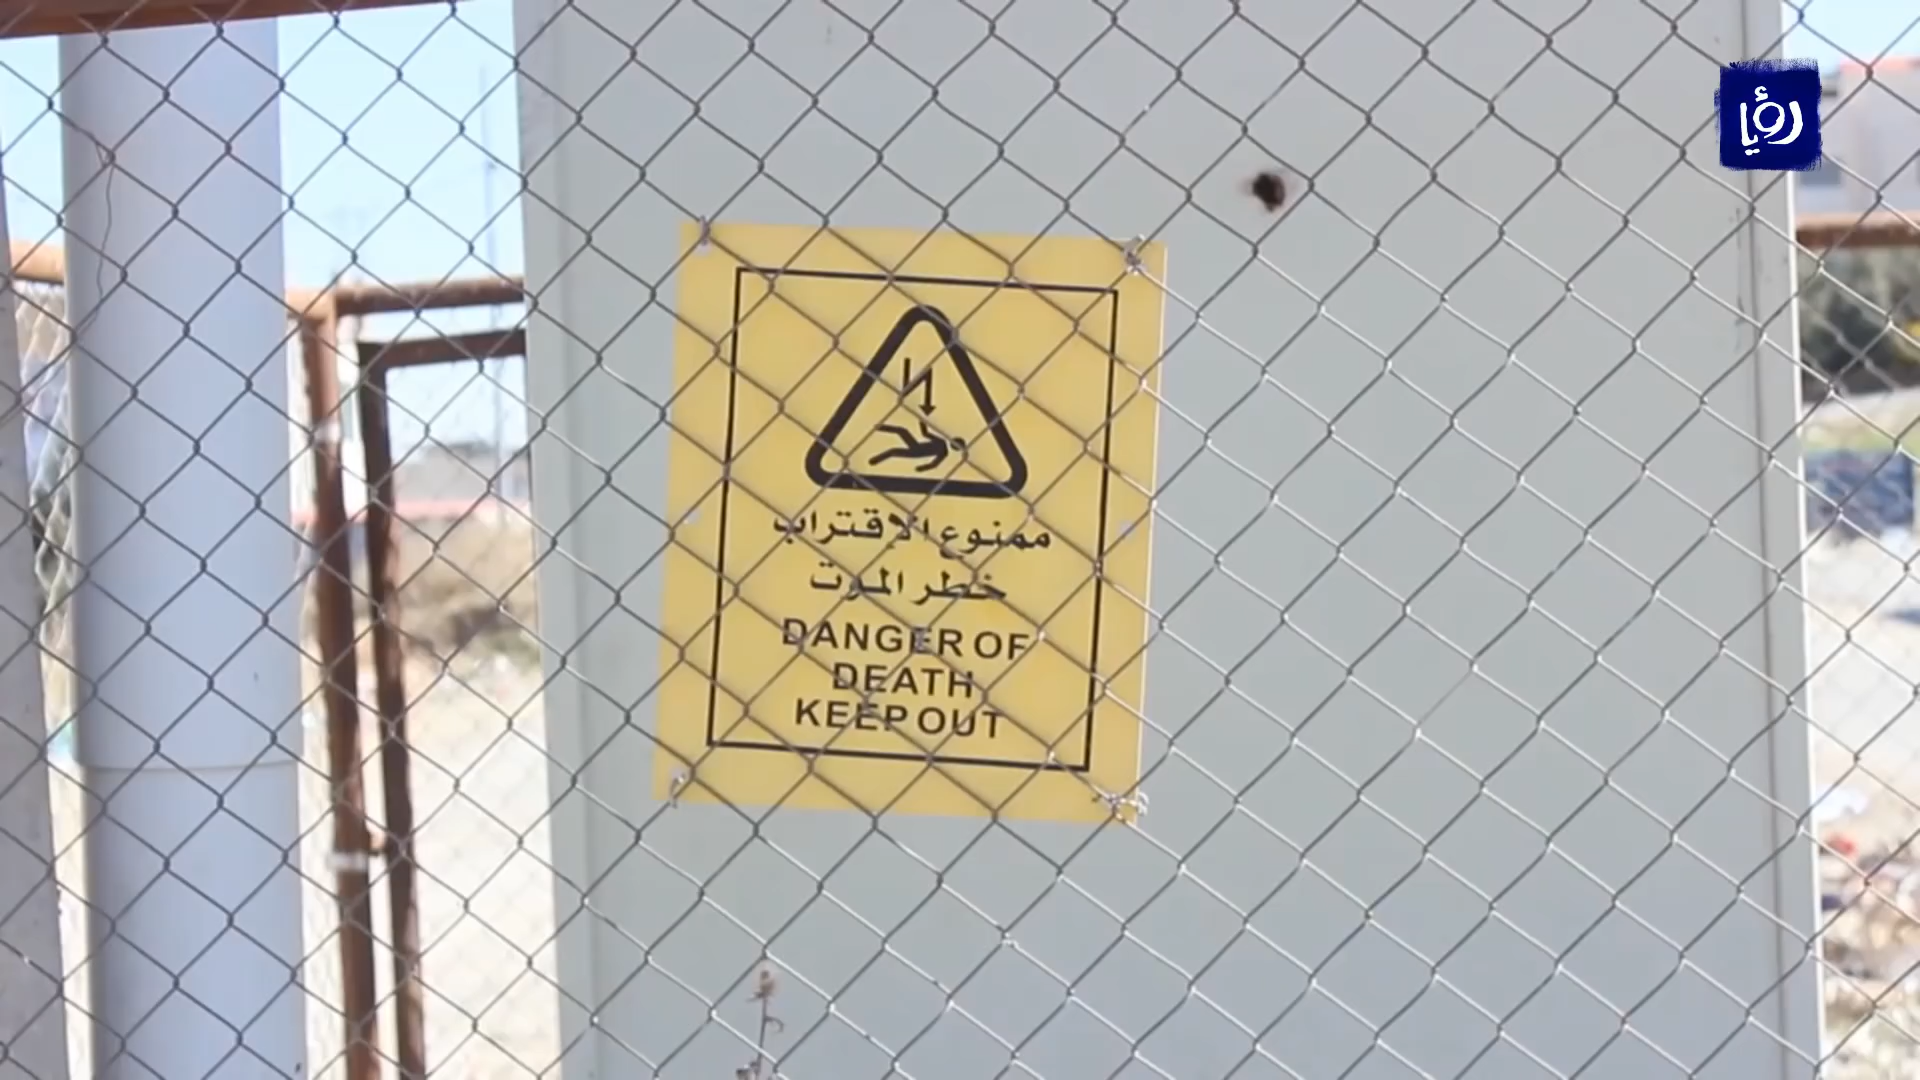 رؤيا
ممنوع الاقتراب
خطر الموت
DANGER OF
DEATH
KEEP OUT